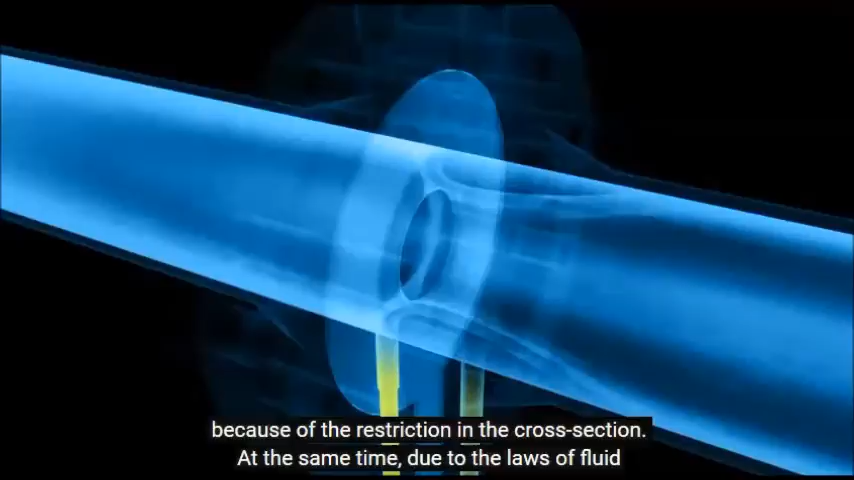 because of the restriction in the cross-section.
At the same time, due to the laws of fluid